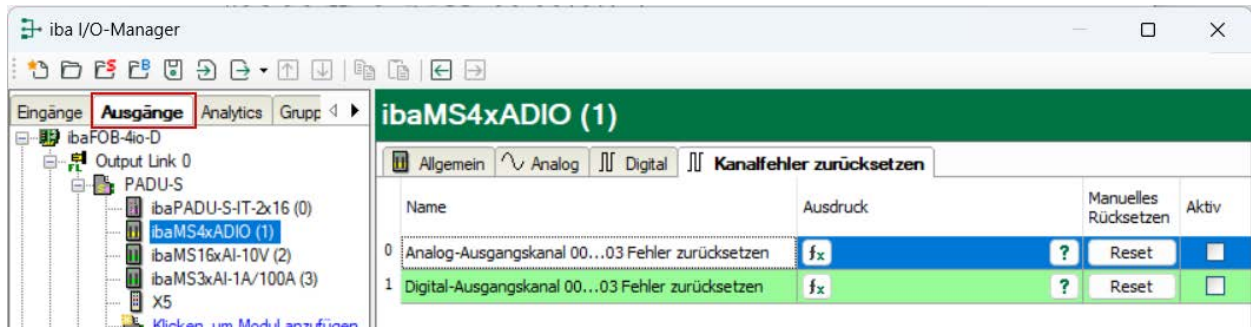 iba I/O-Manager
Eingänge Ausgänge Analytics Grupp
ibaFOB-4io-D
Output Link 0
PADU-S
ibaPADU-S-IT-2x16 (0)
ibaMS4xADIO (1)
ibaMS16xAI-10V (2)
ibaMS3xAI-1A/100A (3)
X5
Klicken, um Modul anzufügen
ibaMS4xADIO (1)
Allgemein Analog Digital Kanalfehler zurücksetzen
Name Ausdruck Manuelles Rücksetzen Aktiv
0 Analog-Ausgangskanal 00...03 Fehler zurücksetzen fx ? Reset
1 Digital-Ausgangskanal 00...03 Fehler zurücksetzen fx ? Reset